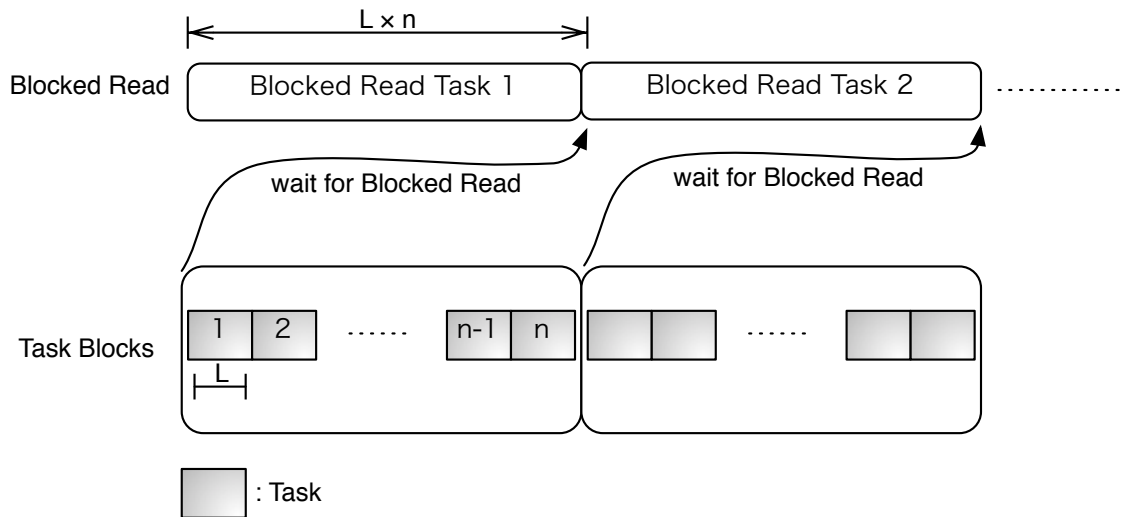 L × n
Blocked Read
Blocked Read Task 1
Blocked Read Task 2
wait for Blocked Read
wait for Blocked Read
Task Blocks
1
2
n-1
n
L
: Task